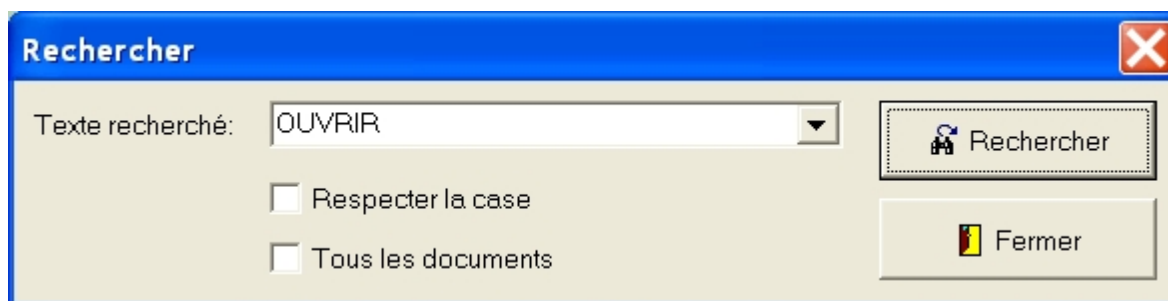 Rechercher
Texte recherché: OUVRIR
Rechercher
Respecter la case
Tous les documents
Fermer